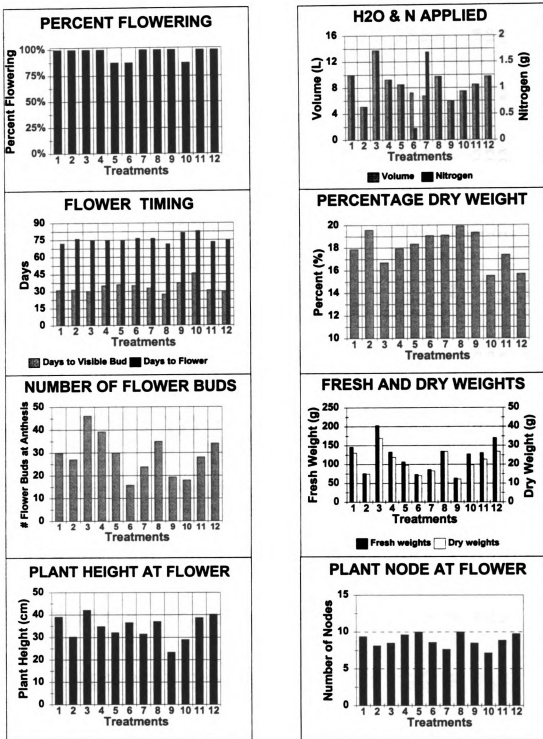 PERCENT FLOWERING
Percent Flowering
100%
75%
50%
25%
0%
1 2 3 4 5 6 7 8 9 10 11 12
Treatments
H2O & N APPLIED
Volume (L)
16
12
8
4
0
Nitrogen (g)
2
1.5
1
0.5
0
1 2 3 4 5 6 7 8 9 10 11 12
Treatments
Volume Nitrogen
FLOWER TIMING
Days
90
75
60
45
30
15
0
1 2 3 4 5 6 7 8 9 10 11 12
Treatments
Days to Visible Bud Days to Flower
PERCENTAGE DRY WEIGHT
Percent (%)
20
18
16
14
12
10
1 2 3 4 5 6 7 8 9 10 11 12
Treatments
NUMBER OF FLOWER BUDS
# Flower Buds at Anthesis
50
40
30
20
10
0
1 2 3 4 5 6 7 8 9 10 11 12
Treatments
FRESH AND DRY WEIGHTS
Fresh Weight (g)
250
200
150
100
50
0
Dry Weight (g)
50
40
30
20
10
0
1 2 3 4 5 6 7 8 9 10 11 12
Treatments
Fresh weights Dry weights
PLANT HEIGHT AT FLOWER
Plant Height (cm)
50
40
30
20
10
0
1 2 3 4 5 6 7 8 9 10 11 12
Treatments
PLANT NODE AT FLOWER
Number of Nodes
15
10
5
0
1 2 3 4 5 6 7 8 9 10 11 12
Treatments